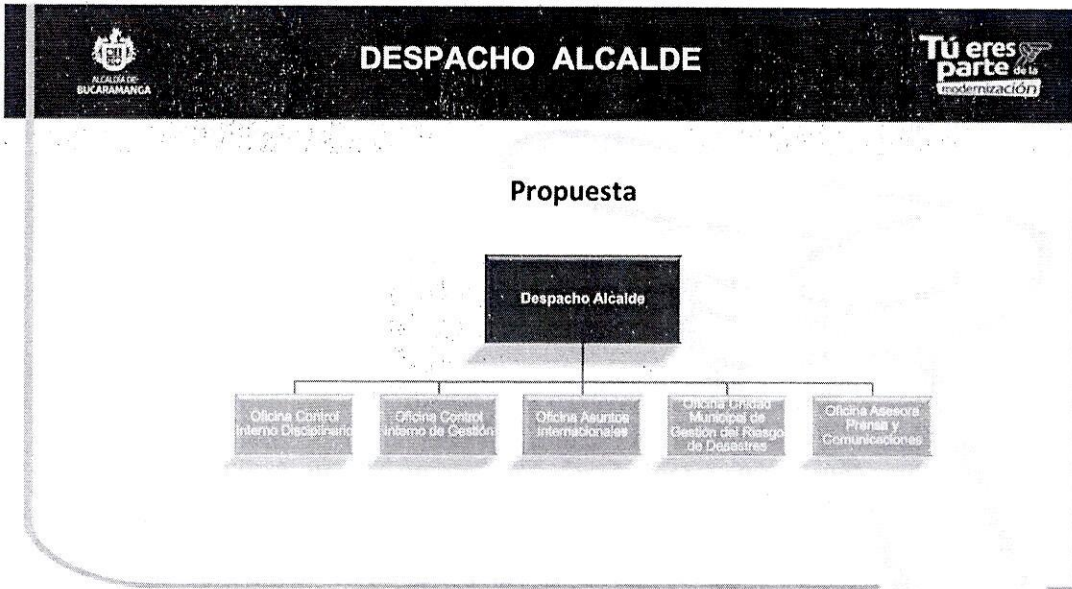 ALCALDÍA DE
BUCARAMANGA
DESPACHO ALCALDE
Tú eres
parte de la
modernización
Propuesta
Despacho Alcalde
Oficina Control
Interno Disciplinario
Oficina Control
Interno de Gestión
Oficina Asuntos
Internacionales
Oficina Unidad
Municipal de
Gestión del Riesgo
de Desastres
Oficina Asesora
Prensa y
Comunicaciones